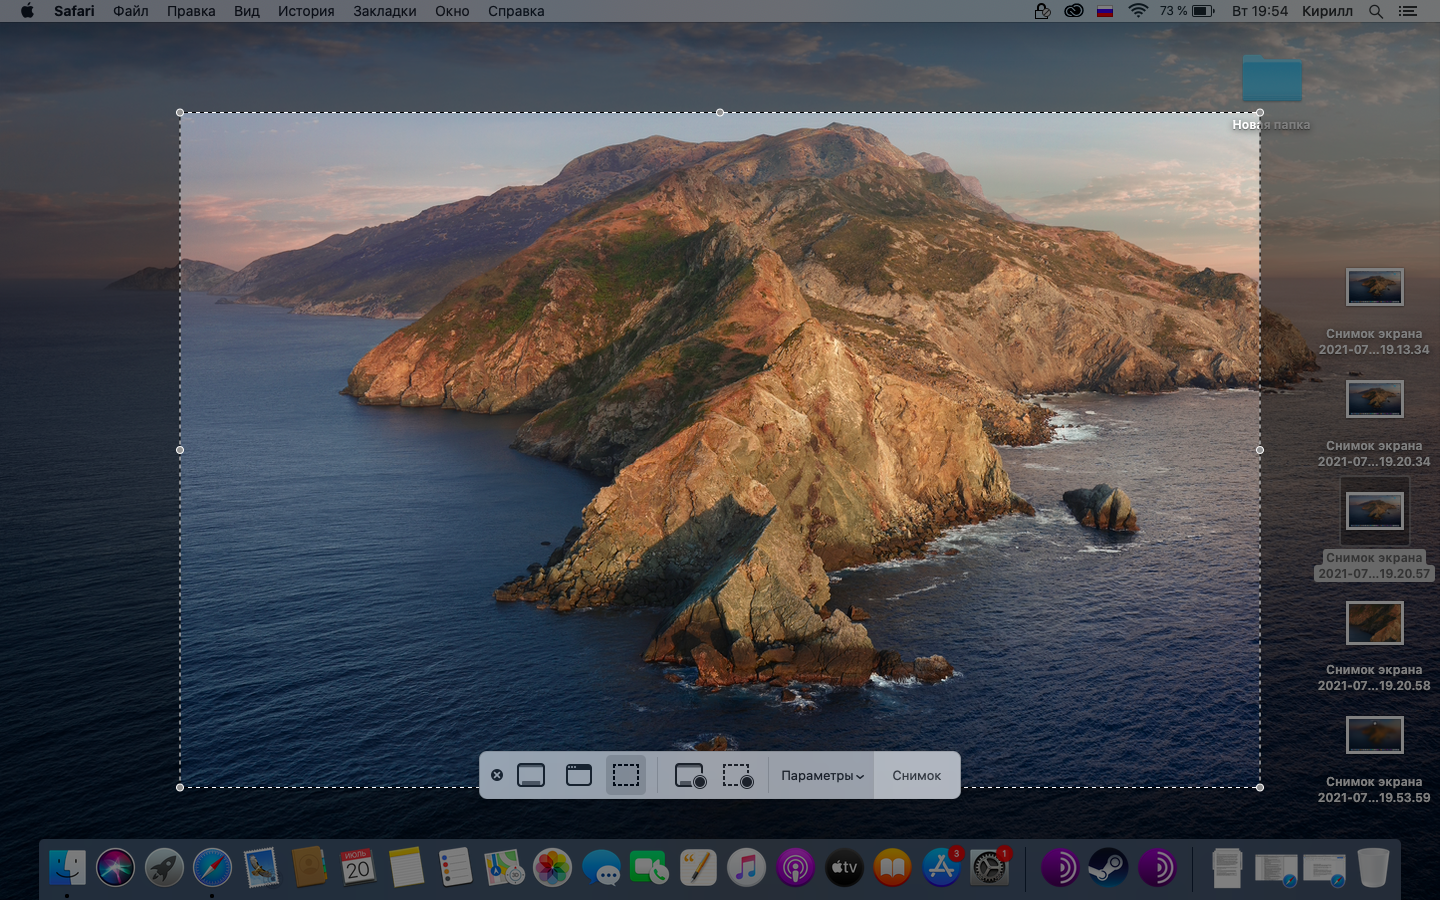 Safari Файл Правка Вид История Закладки Окно Справка 73 % Вт 19:54 Кирилл
Новая папка
Снимок экрана
2021-07...19.13.34
Снимок экрана
2021-07...19.20.34
Снимок экрана
2021-07...19.20.57
Снимок экрана
2021-07...19.20.58
Снимок экрана
2021-07...19.53.59
Параметры Снимок
ИЮЛЬ
20
3
1
tv